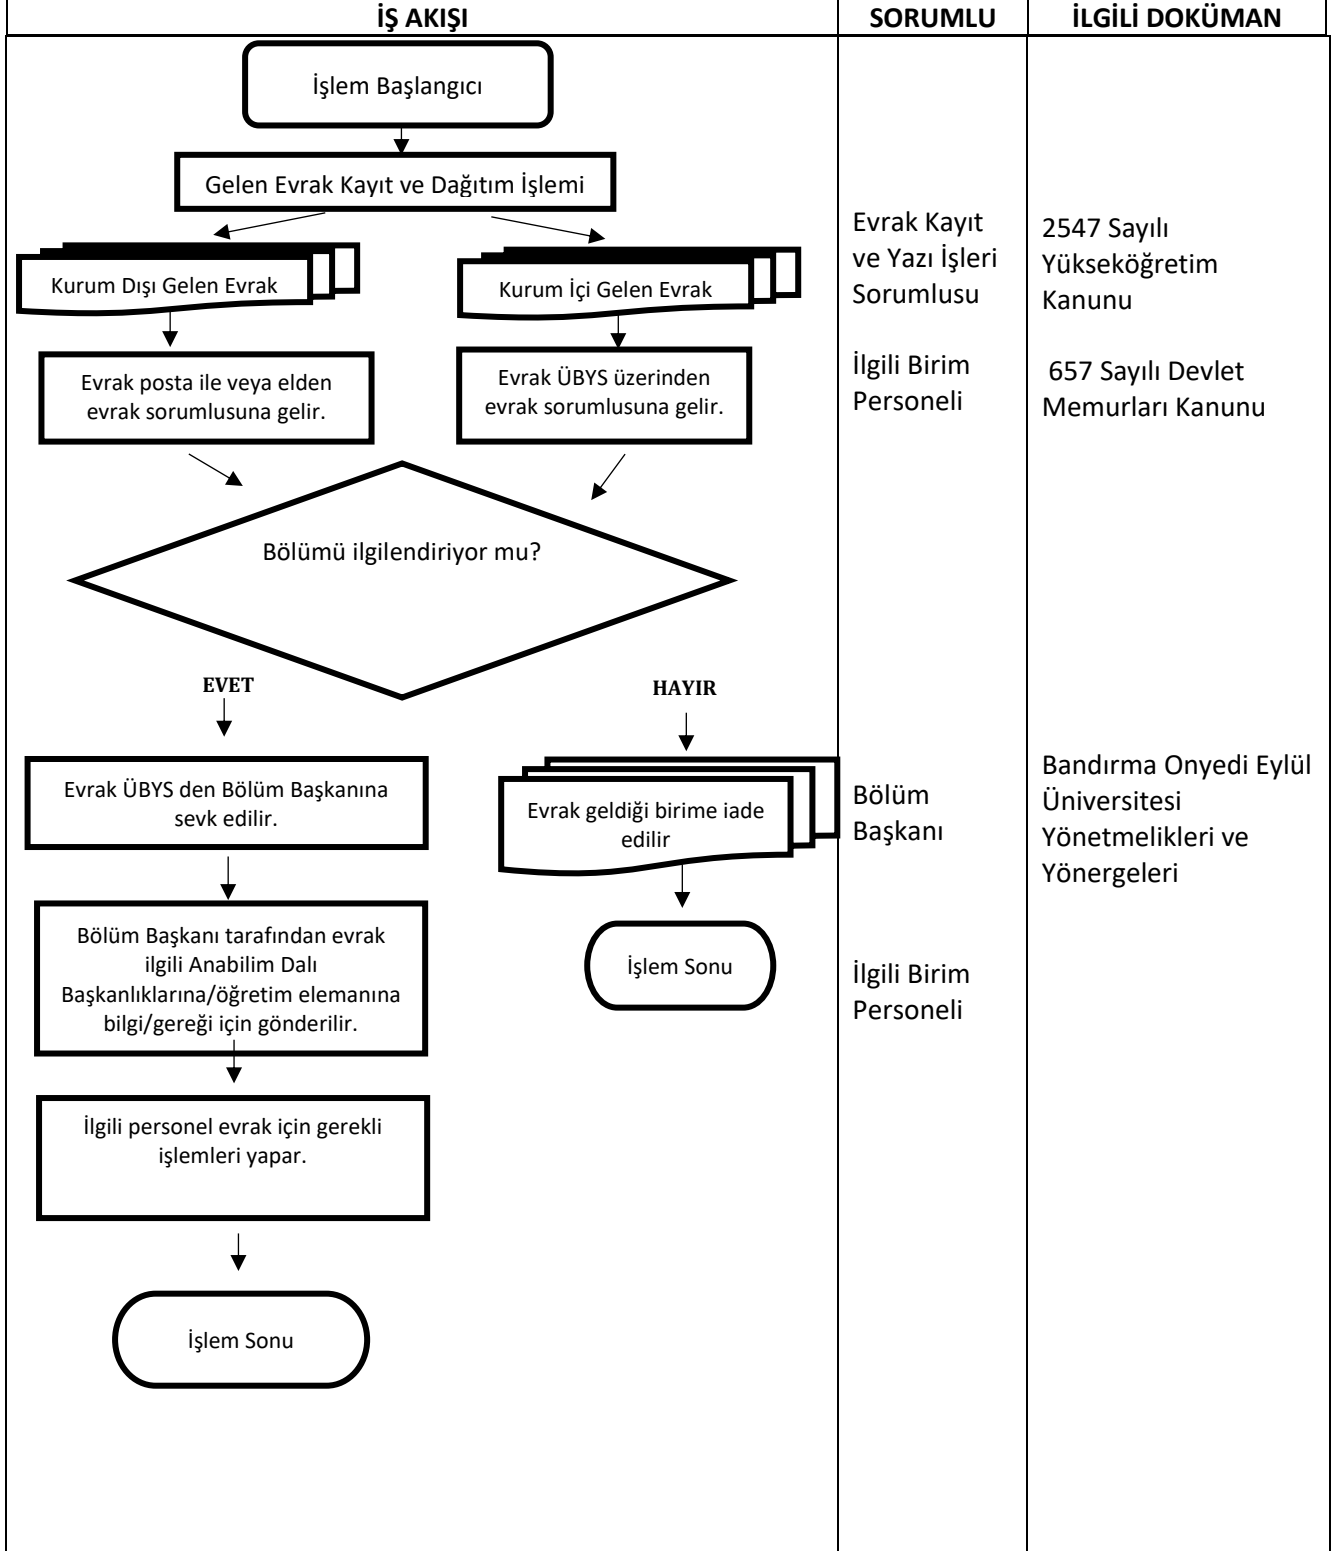 İŞ AKIŞI
SORUMLU
İLGİLİ DOKÜMAN
İşlem Başlangıcı
Gelen Evrak Kayıt ve Dağıtım İşlemi
Kurum Dışı Gelen Evrak
Kurum İçi Gelen Evrak
Evrak posta ile veya elden
evrak sorumlusuna gelir.
Evrak ÜBYS üzerinden
evrak sorumlusuna gelir.
Bölümü ilgilendiriyor mu?
EVET
HAYIR
Evrak ÜBYS den Bölüm Başkanına
sevk edilir.
Evrak geldiği birime iade
edilir
Bölüm Başkanı tarafından evrak
ilgili Anabilim Dalı
Başkanlıklarına/öğretim elemanına
bilgi/gereği için gönderilir.
İşlem Sonu
İlgili personel evrak için gerekli
işlemleri yapar.
İşlem Sonu
Evrak Kayıt
ve Yazı İşleri
Sorumlusu
İlgili Birim
Personeli
Bölüm
Başkanı
İlgili Birim
Personeli
2547 Sayılı
Yükseköğretim
Kanunu
657 Sayılı Devlet
Memurları Kanunu
Bandırma Onyedi Eylül
Üniversitesi
Yönetmelikleri ve
Yönergeleri